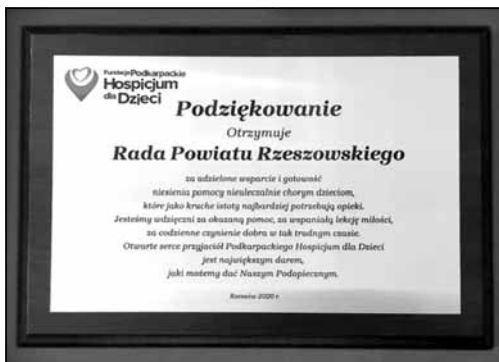 Fundacja Podkarpackie
Hospicjum
dla Dzieci
Podziękowanie
Otrzymuje
Rada Powiatu Rzeszowskiego
za udzielone wsparcie i gotowość
niesienia pomocy nieuleczalnie chorym dzieciom,
które jako kruche istoty najbardziej potrzebują opieki.
Jesteśmy wdzięczni za okazaną pomoc, za wspaniałą lekcję miłości,
za codzienne czynienie dobra w tak trudnym czasie.
Otwarte serce przyjaciół Podkarpackiego Hospicjum dla Dzieci
jest największym darem,
jaki możemy dać Naszym Podopiecznym.
Rzeszów 2020 r.